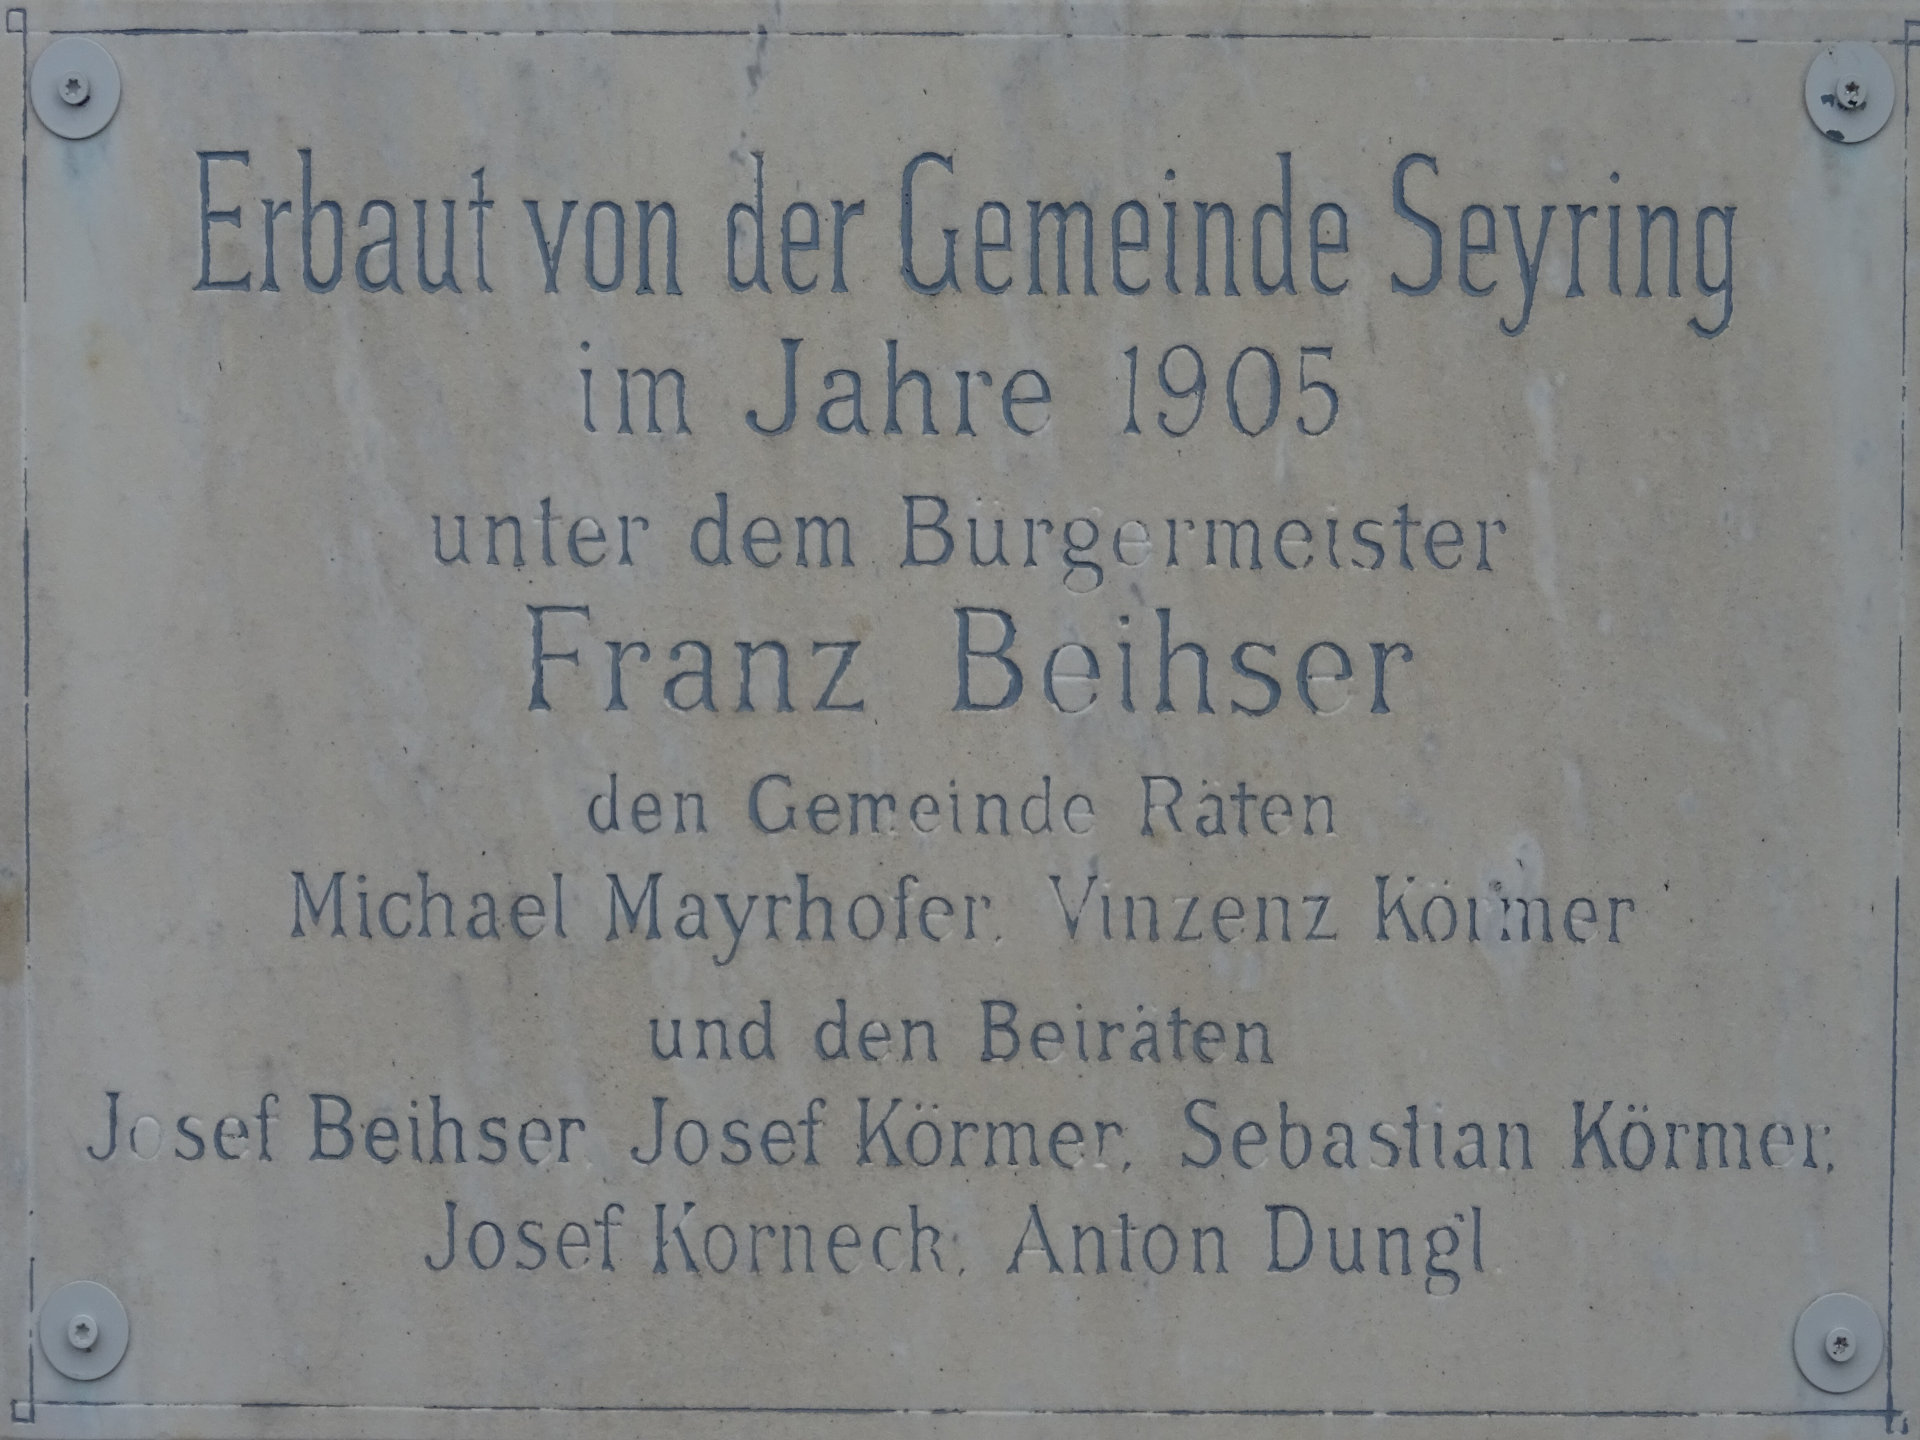 Erbaut von der Gemeinde Seyring
im Jahre 1905
unter dem Bürgermeister
Franz Beihser
den Gemeinde Räten
Michael Mayrhofer, Vinzenz Körmer
und den Beiräten
Josef Beihser, Josef Körmer, Sebastian Körmer,
Josef Korneck, Anton Dungl